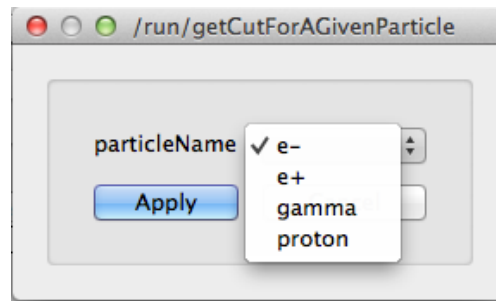 /run/getCutForAGivenParticle
particleName ✓ e-
e+
Apply
gamma
proton